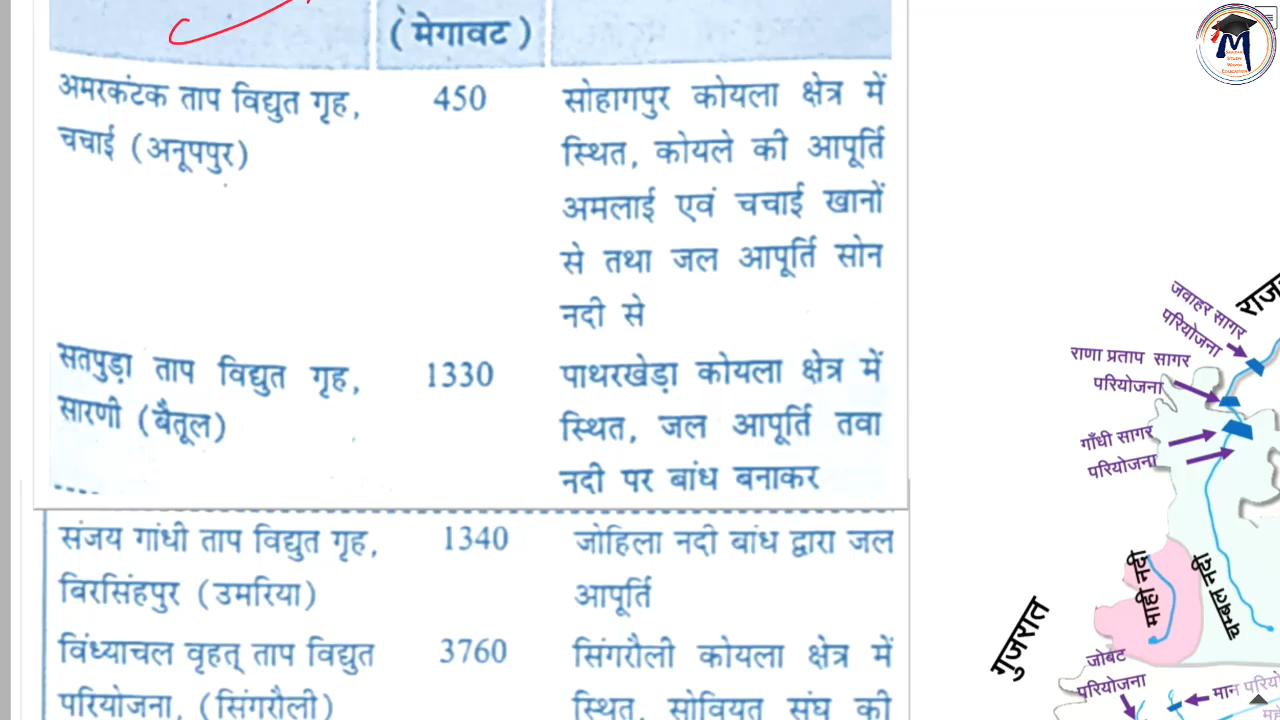 (मेगावट)
अमरकंटक ताप विद्युत गृह,
चचाई (अनूपपुर)
450
सोहागपुर कोयला क्षेत्र में
स्थित, कोयले की आपूर्ति
अमलाई एवं चचाई खानों
से तथा जल आपूर्ति सोन
नदी से
सतपुड़ा ताप विद्युत गृह,
सारणी (बैतूल)
1330
पाथरखेड़ा कोयला क्षेत्र में
स्थित, जल आपूर्ति तवा
नदी पर बांध बनाकर
संजय गांधी ताप विद्युत गृह,
बिरसिंहपुर (उमरिया)
1340
जोहिला नदी बांध द्वारा जल
आपूर्ति
विंध्याचल वृहत् ताप विद्युत
परियोजना, (सिंगरौली)
3760
सिंगरौली कोयला क्षेत्र में
स्थित, सोवियत संघ की
M
STUDY
EDUCATION
जवाहर सागर
परियोजना
राणा प्रताप सागर
परियोजना
गाँधी सागर
परियोजना
माही नदी
चम्बल नदी
गुजरात
जोबट
परियोजना
मान